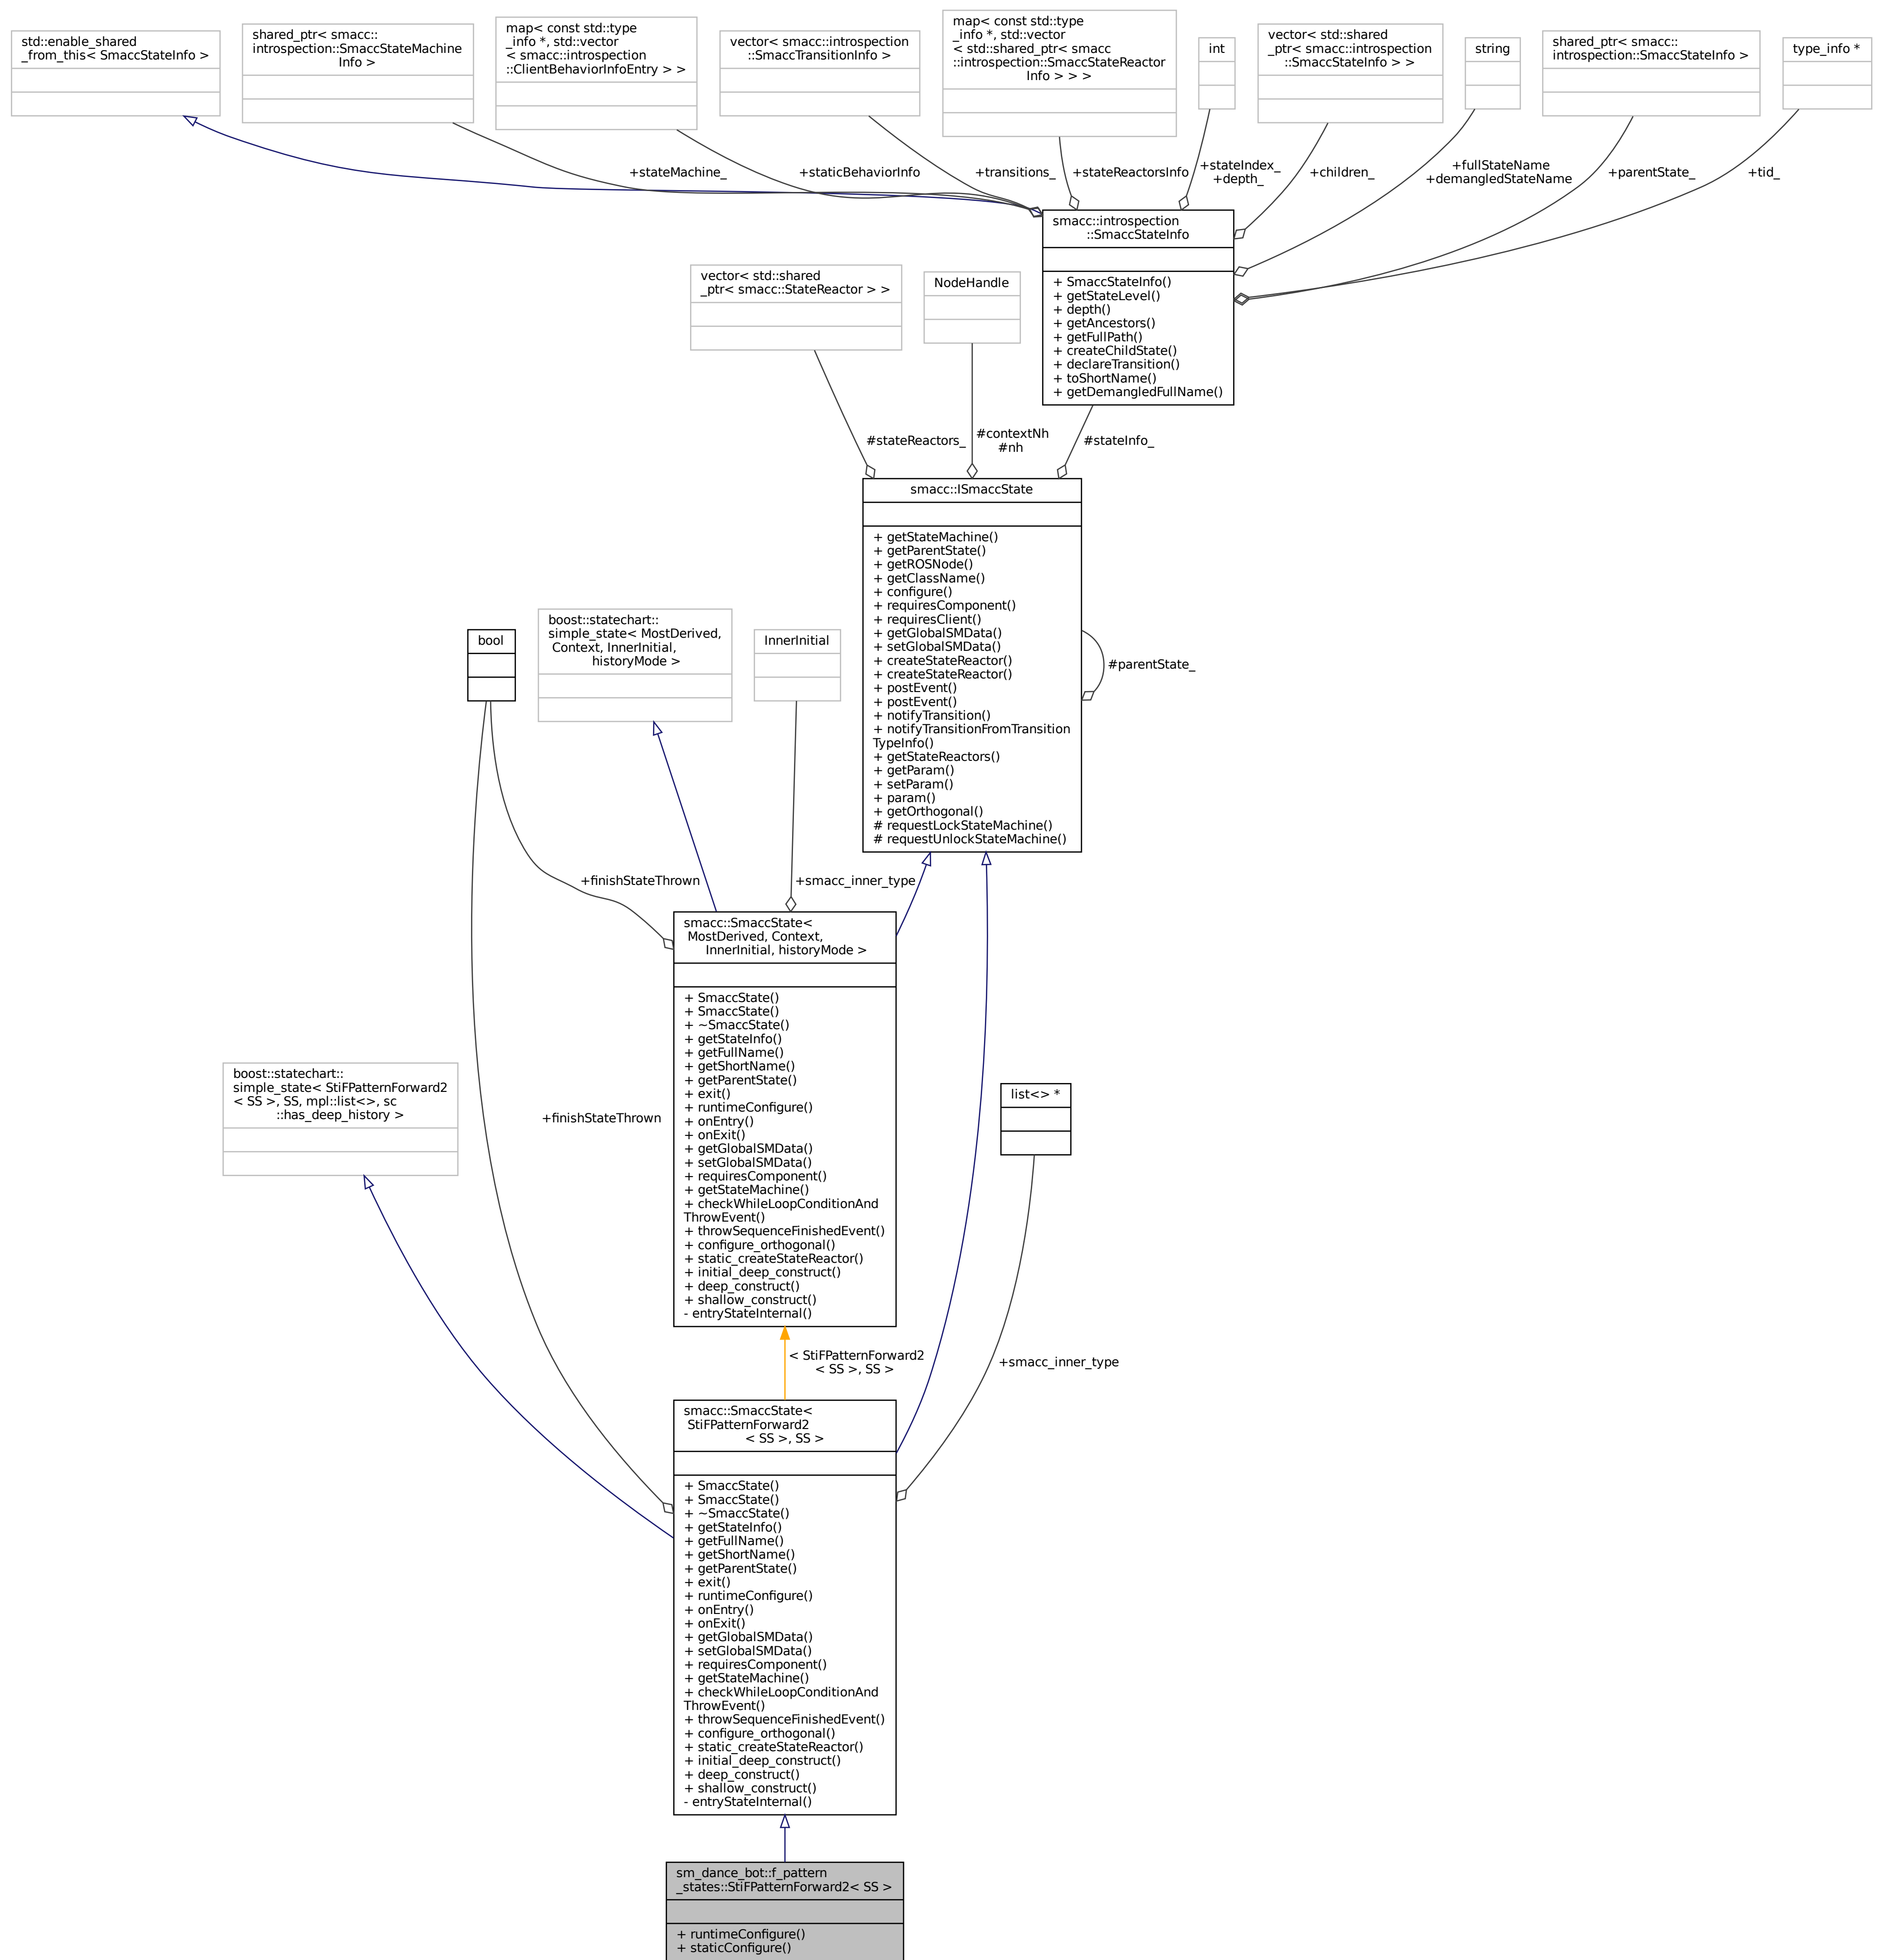 std::enable_shared
_from_this< SmaccStateInfo >
shared_ptr< smacc::
introspection::SmaccStateMachine
Info >
map< const std::type
_info *, std::vector
< smacc::introspection
::ClientBehaviorInfoEntry > >
vector< smacc::introspection
::SmaccTransitionInfo >
map< const std::type
_info *, std::vector
< std::shared_ptr< smacc
::introspection::SmaccStateReactor
Info > > >
int
vector< std::shared
_ptr< smacc::introspection
::SmaccStateInfo > >
string
shared_ptr< smacc::
introspection::SmaccStateInfo >
type_info *
+stateMachine_
+staticBehaviorInfo
+transitions_
+stateReactorsInfo
+stateIndex_
+depth_
+children_
+fullStateName
+demangledStateName
+parentState_
+tid_
smacc::introspection
::SmaccStateInfo
+ SmaccStateInfo()
+ getStateLevel()
+ depth()
+ getAncestors()
+ getFullPath()
+ createChildState()
+ declareTransition()
+ toShortName()
+ getDemangledFullName()
vector< std::shared
_ptr< smacc::StateReactor > >
NodeHandle
#stateReactors_
#contextNh
#nh
#stateInfo_
smacc::ISmaccState
+ getStateMachine()
+ getParentState()
+ getROSNode()
+ getClassName()
+ configure()
+ requiresComponent()
+ requiresClient()
+ getGlobalSMData()
+ setGlobalSMData()
+ createStateReactor()
+ createStateReactor()
+ postEvent()
+ postEvent()
+ notifyTransition()
+ notifyTransitionFromTransition
TypeInfo()
+ getStateReactors()
+ getParam()
+ setParam()
+ param()
+ getOrthogonal()
# requestLockStateMachine()
# requestUnlockStateMachine()
#parentState_
bool
boost::statechart::
simple_state< MostDerived,
Context, InnerInitial,
historyMode >
InnerInitial
+finishStateThrown
+smacc_inner_type
smacc::SmaccState<
MostDerived, Context,
InnerInitial, historyMode >
+ SmaccState()
+ SmaccState()
+ ~SmaccState()
+ getStateInfo()
+ getFullName()
+ getShortName()
+ getParentState()
+ exit()
+ runtimeConfigure()
+ onEntry()
+ onExit()
+ getGlobalSMData()
+ setGlobalSMData()
+ requiresComponent()
+ getStateMachine()
+ checkWhileLoopConditionAnd
ThrowEvent()
+ throwSequenceFinishedEvent()
+ configure_orthogonal()
+ static_createStateReactor()
+ initial_deep_construct()
+ deep_construct()
+ shallow_construct()
- entryStateInternal()
boost::statechart::
simple_state< StiFPatternForward2
< SS >, SS, mpl::list<>, sc
::has_deep_history >
+finishStateThrown
list<> *
< StiFPatternForward2
< SS >, SS >
+smacc_inner_type
smacc::SmaccState<
StiFPatternForward2
< SS >, SS >
+ SmaccState()
+ SmaccState()
+ ~SmaccState()
+ getStateInfo()
+ getFullName()
+ getShortName()
+ getParentState()
+ exit()
+ runtimeConfigure()
+ onEntry()
+ onExit()
+ getGlobalSMData()
+ setGlobalSMData()
+ requiresComponent()
+ getStateMachine()
+ checkWhileLoopConditionAnd
ThrowEvent()
+ throwSequenceFinishedEvent()
+ configure_orthogonal()
+ static_createStateReactor()
+ initial_deep_construct()
+ deep_construct()
+ shallow_construct()
- entryStateInternal()
sm_dance_bot::f_pattern
_states::StiFPatternForward2< SS >
+ runtimeConfigure()
+ staticConfigure()